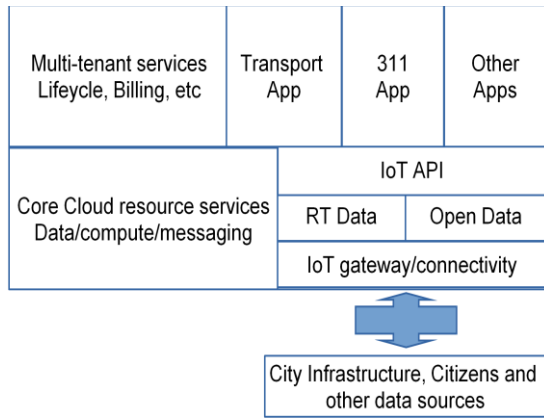 Multi-tenant services
Lifeycle, Billing, etc
Transport
App
311
App
Other
Apps
Core Cloud resource services
Data/compute/messaging
IoT API
RT Data
Open Data
IoT gateway/connectivity
City Infrastructure, Citizens and
other data sources